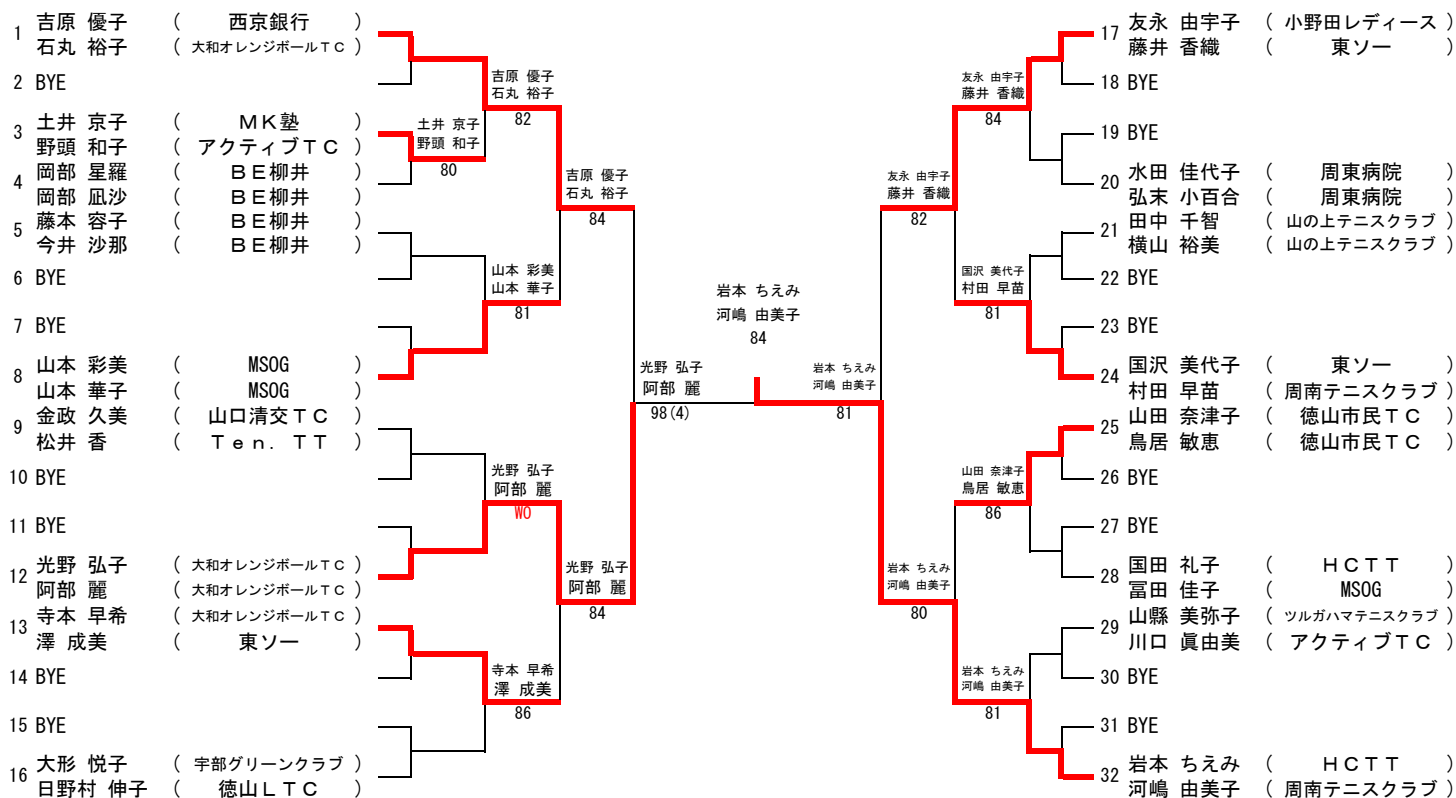 1 吉原 優子 ( 西京銀行 )
石丸 裕子 ( 大和オレンジボールTC )
2 BYE
3 土井 京子 ( MK塾 )
野頭 和子 ( アクティブTC )
4 岡部 星羅 ( BE柳井 )
岡部 凪沙 ( BE柳井 )
5 藤本 容子 ( BE柳井 )
今井 沙那 ( BE柳井 )
6 BYE
7 BYE
8 山本 彩美 ( MSOG )
山本 華子 ( MSOG )
9 金政 久美 ( 山口清交TC )
松井 香 ( Ten. TT )
10 BYE
11 BYE
12 光野 弘子 ( 大和オレンジボールTC )
阿部 麗 ( 大和オレンジボールTC )
13 寺本 早希 ( 大和オレンジボールTC )
澤 成美 ( 東ソー )
14 BYE
15 BYE
16 大形 悦子 ( 宇部グリーンクラブ )
日野村 伸子 ( 徳山LTC )
土井 京子
野頭 和子
80
吉原 優子
石丸 裕子
82
山本 彩美
山本 華子
81
光野 弘子
阿部 麗
WO
寺本 早希
澤 成美
86
吉原 優子
石丸 裕子
84
光野 弘子
阿部 麗
84
光野 弘子
阿部 麗
98(4)
岩本 ちえみ
河嶋 由美子
84
岩本 ちえみ
河嶋 由美子
81
友永 由宇子
藤井 香織
82
岩本 ちえみ
河嶋 由美子
80
友永 由宇子
藤井 香織
84
国沢 美代子
村田 早苗
81
山田 奈津子
鳥居 敏恵
86
岩本 ちえみ
河嶋 由美子
81
17 友永 由宇子 ( 小野田レディース )
藤井 香織 ( 東ソー )
18 BYE
19 BYE
20 水田 佳代子 ( 周東病院 )
弘末 小百合 ( 周東病院 )
21 田中 千智 ( 山の上テニスクラブ )
横山 裕美 ( 山の上テニスクラブ )
22 BYE
23 BYE
24 国沢 美代子 ( 東ソー )
村田 早苗 ( 周南テニスクラブ )
25 山田 奈津子 ( 徳山市民TC )
鳥居 敏恵 ( 徳山市民TC )
26 BYE
27 BYE
28 国田 礼子 ( HCTT )
冨田 佳子 ( MSOG )
29 山縣 美弥子 ( ツルガハマテニスクラブ )
川口 眞由美 ( アクティブTC )
30 BYE
31 BYE
32 岩本 ちえみ ( HCTT )
河嶋 由美子 ( 周南テニスクラブ )